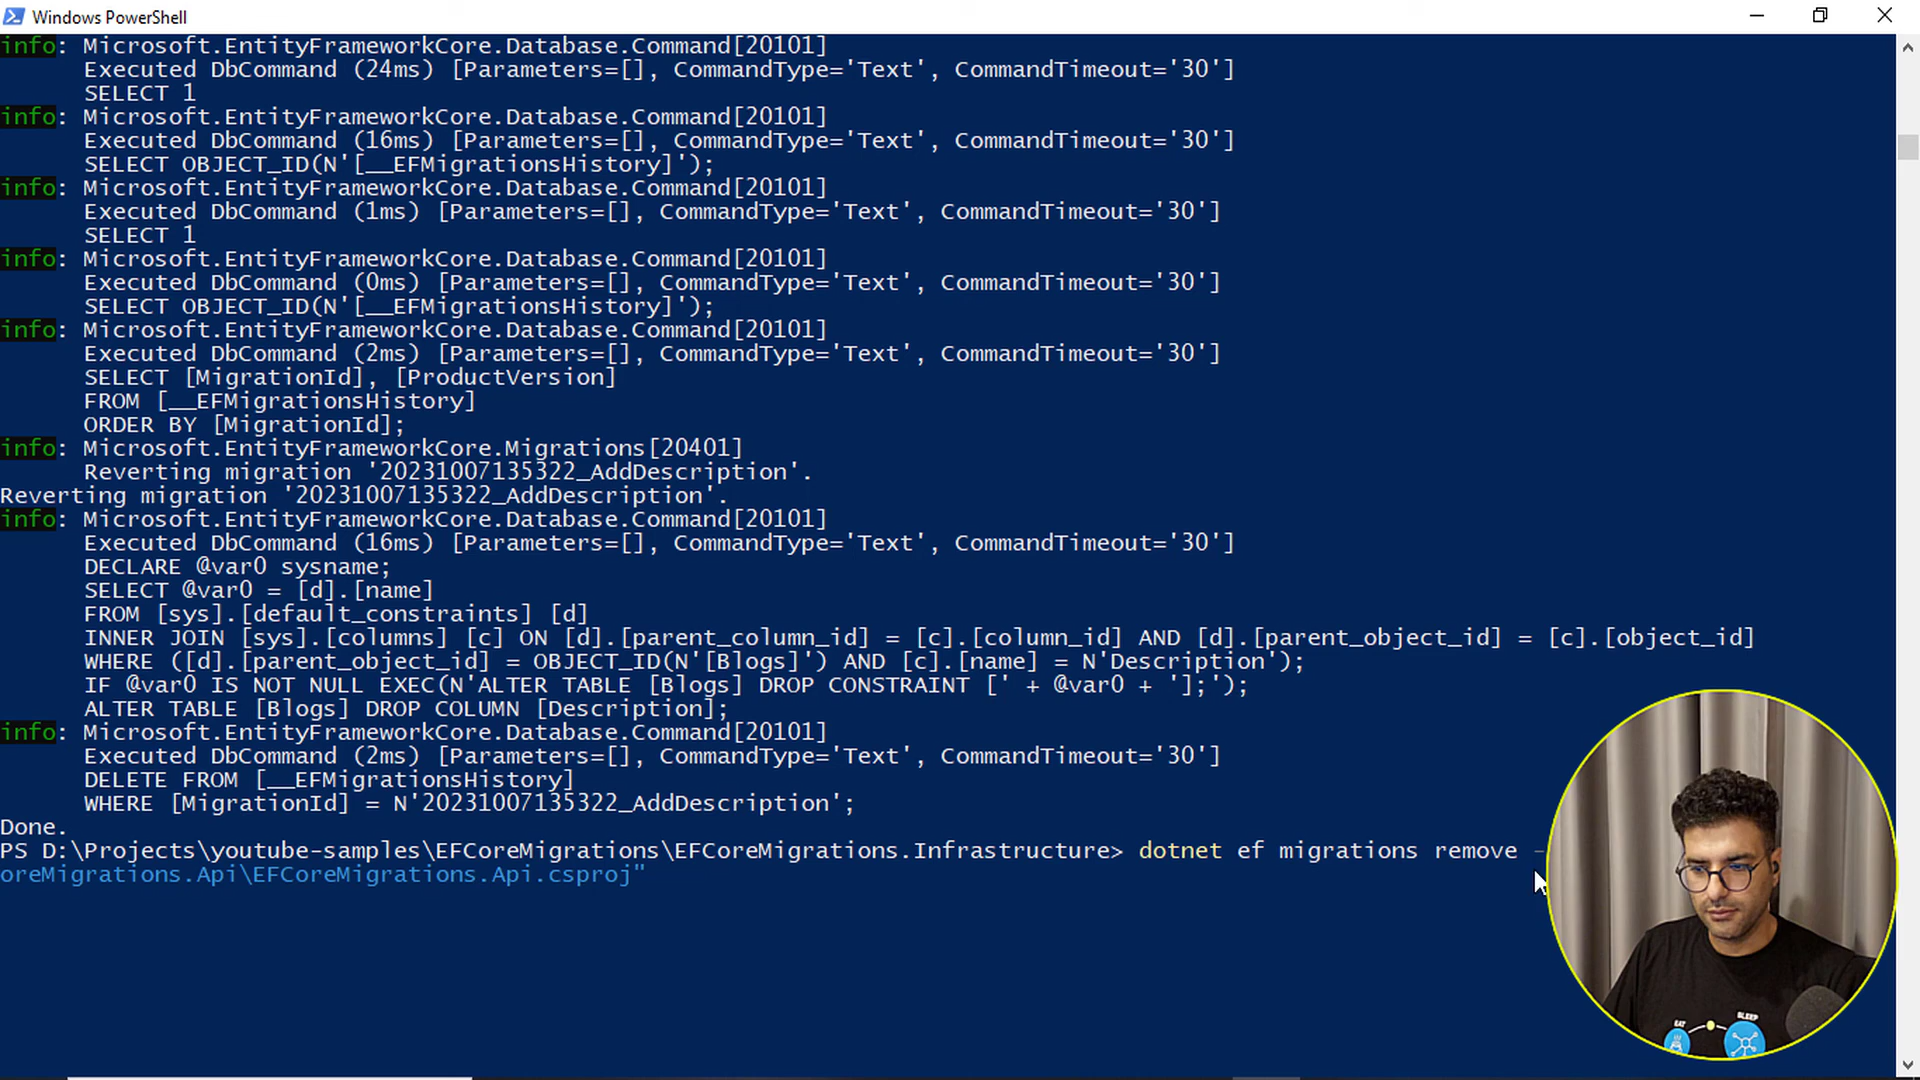 Windows PowerShell
info: Microsoft.EntityFrameworkCore.Database.Command[20101]
Executed DbCommand (24ms) [Parameters=[], CommandType='Text', CommandTimeout='30']
SELECT 1
info: Microsoft.EntityFrameworkCore.Database.Command[20101]
Executed DbCommand (16ms) [Parameters=[], CommandType='Text', CommandTimeout='30']
SELECT OBJECT_ID(N'[__EFMigrationsHistory]');
info: Microsoft.EntityFrameworkCore.Database.Command[20101]
Executed DbCommand (1ms) [Parameters=[], CommandType='Text', CommandTimeout='30']
SELECT 1
info: Microsoft.EntityFrameworkCore.Database.Command[20101]
Executed DbCommand (0ms) [Parameters=[], CommandType='Text', CommandTimeout='30']
SELECT OBJECT_ID(N'[__EFMigrationsHistory]');
info: Microsoft.EntityFrameworkCore.Database.Command[20101]
Executed DbCommand (2ms) [Parameters=[], CommandType='Text', CommandTimeout='30']
SELECT [MigrationId], [ProductVersion]
FROM [__EFMigrationsHistory]
ORDER BY [MigrationId];
info: Microsoft.EntityFrameworkCore.Migrations[20401]
Reverting migration '20231007135322_AddDescription'.
Reverting migration '20231007135322_AddDescription'.
info: Microsoft.EntityFrameworkCore.Database.Command[20101]
Executed DbCommand (16ms) [Parameters=[], CommandType='Text', CommandTimeout='30']
DECLARE @var0 sysname;
SELECT @var0 = [d].[name]
FROM [sys].[default_constraints] [d]
INNER JOIN [sys].[columns] [c] ON [d].[parent_column_id] = [c].[column_id] AND [d].[parent_object_id] = [c].[object_id]
WHERE ([d].[parent_object_id] = OBJECT_ID(N'[Blogs]') AND [c].[name] = N'Description');
IF @var0 IS NOT NULL EXEC(N'ALTER TABLE [Blogs] DROP CONSTRAINT [' + @var0 + '];');
ALTER TABLE [Blogs] DROP COLUMN [Description];
info: Microsoft.EntityFrameworkCore.Database.Command[20101]
Executed DbCommand (2ms) [Parameters=[], CommandType='Text', CommandTimeout='30']
DELETE FROM [__EFMigrationsHistory]
WHERE [MigrationId] = N'20231007135322_AddDescription';
Done.
PS D:\Projects\youtube-samples\EFCoreMigrations\EFCoreMigrations.Infrastructure> dotnet ef migrations remove -
oreMigrations.Api\EFCoreMigrations.Api.csproj"
EAT SLEEP